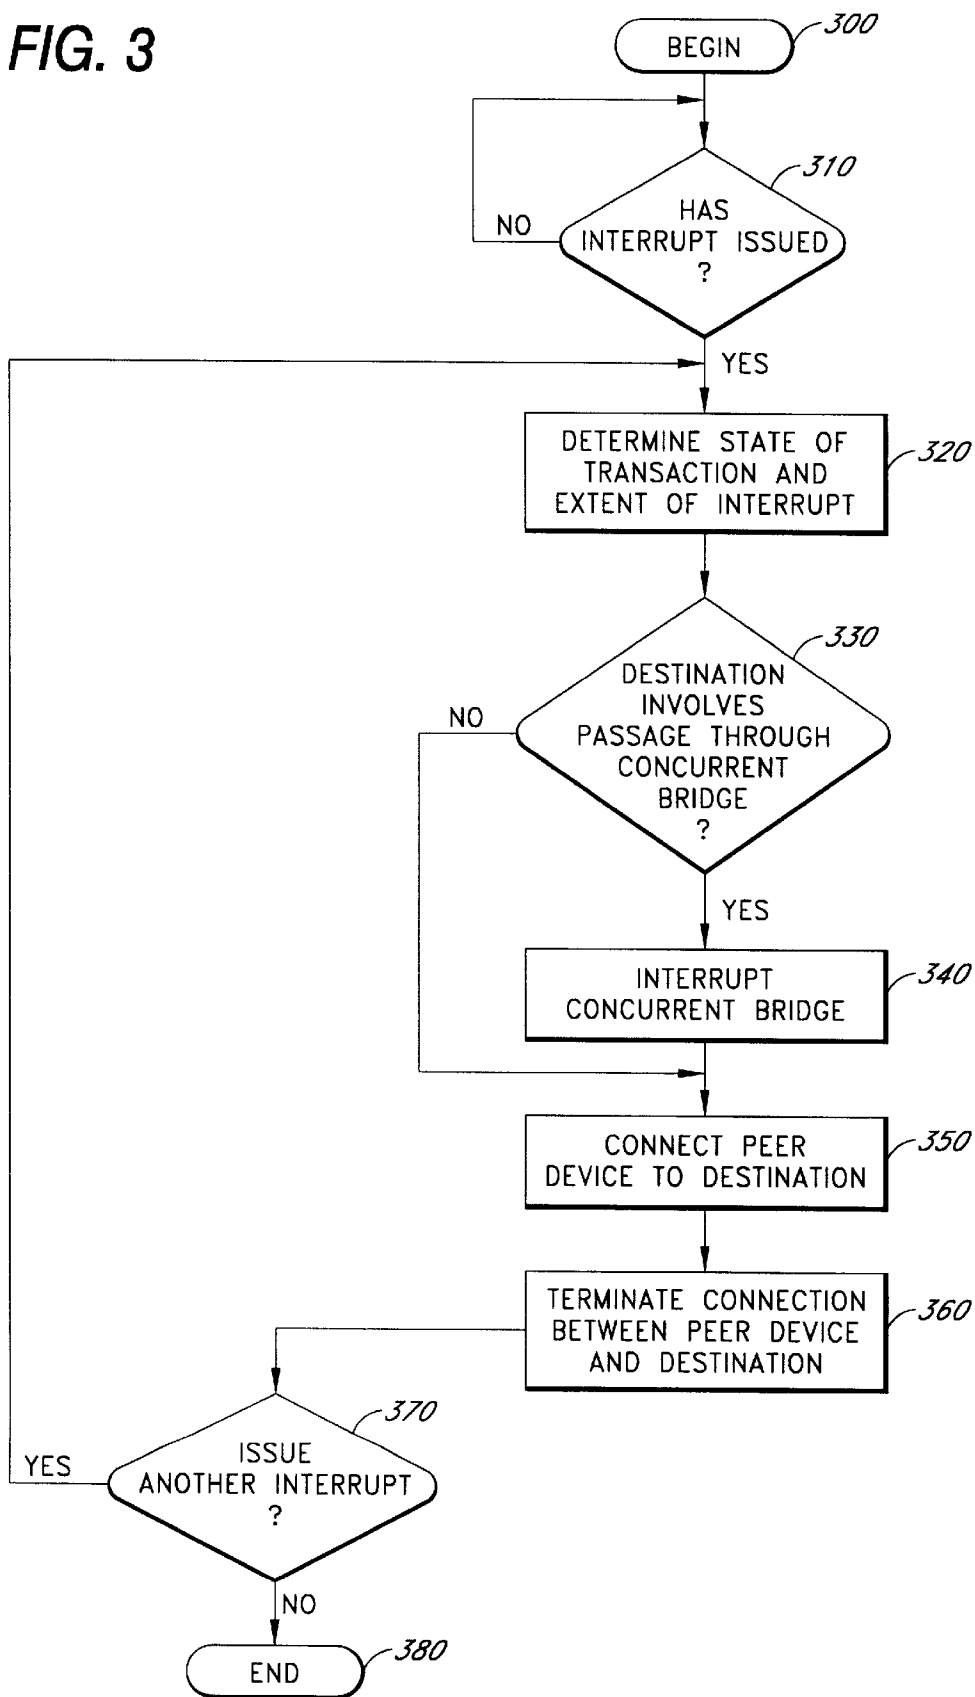 FIG. 3
BEGIN
300
310
HAS
INTERRUPT ISSUED
?
NO
YES
DETERMINE STATE OF
TRANSACTION AND
EXTENT OF INTERRUPT
320
330
DESTINATION
INVOLVES
PASSAGE THROUGH
CONCURRENT
BRIDGE
?
NO
YES
INTERRUPT
CONCURRENT BRIDGE
340
CONNECT PEER
DEVICE TO DESTINATION
350
TERMINATE CONNECTION
BETWEEN PEER DEVICE
AND DESTINATION
360
370
ISSUE
ANOTHER INTERRUPT
?
YES
NO
END
380